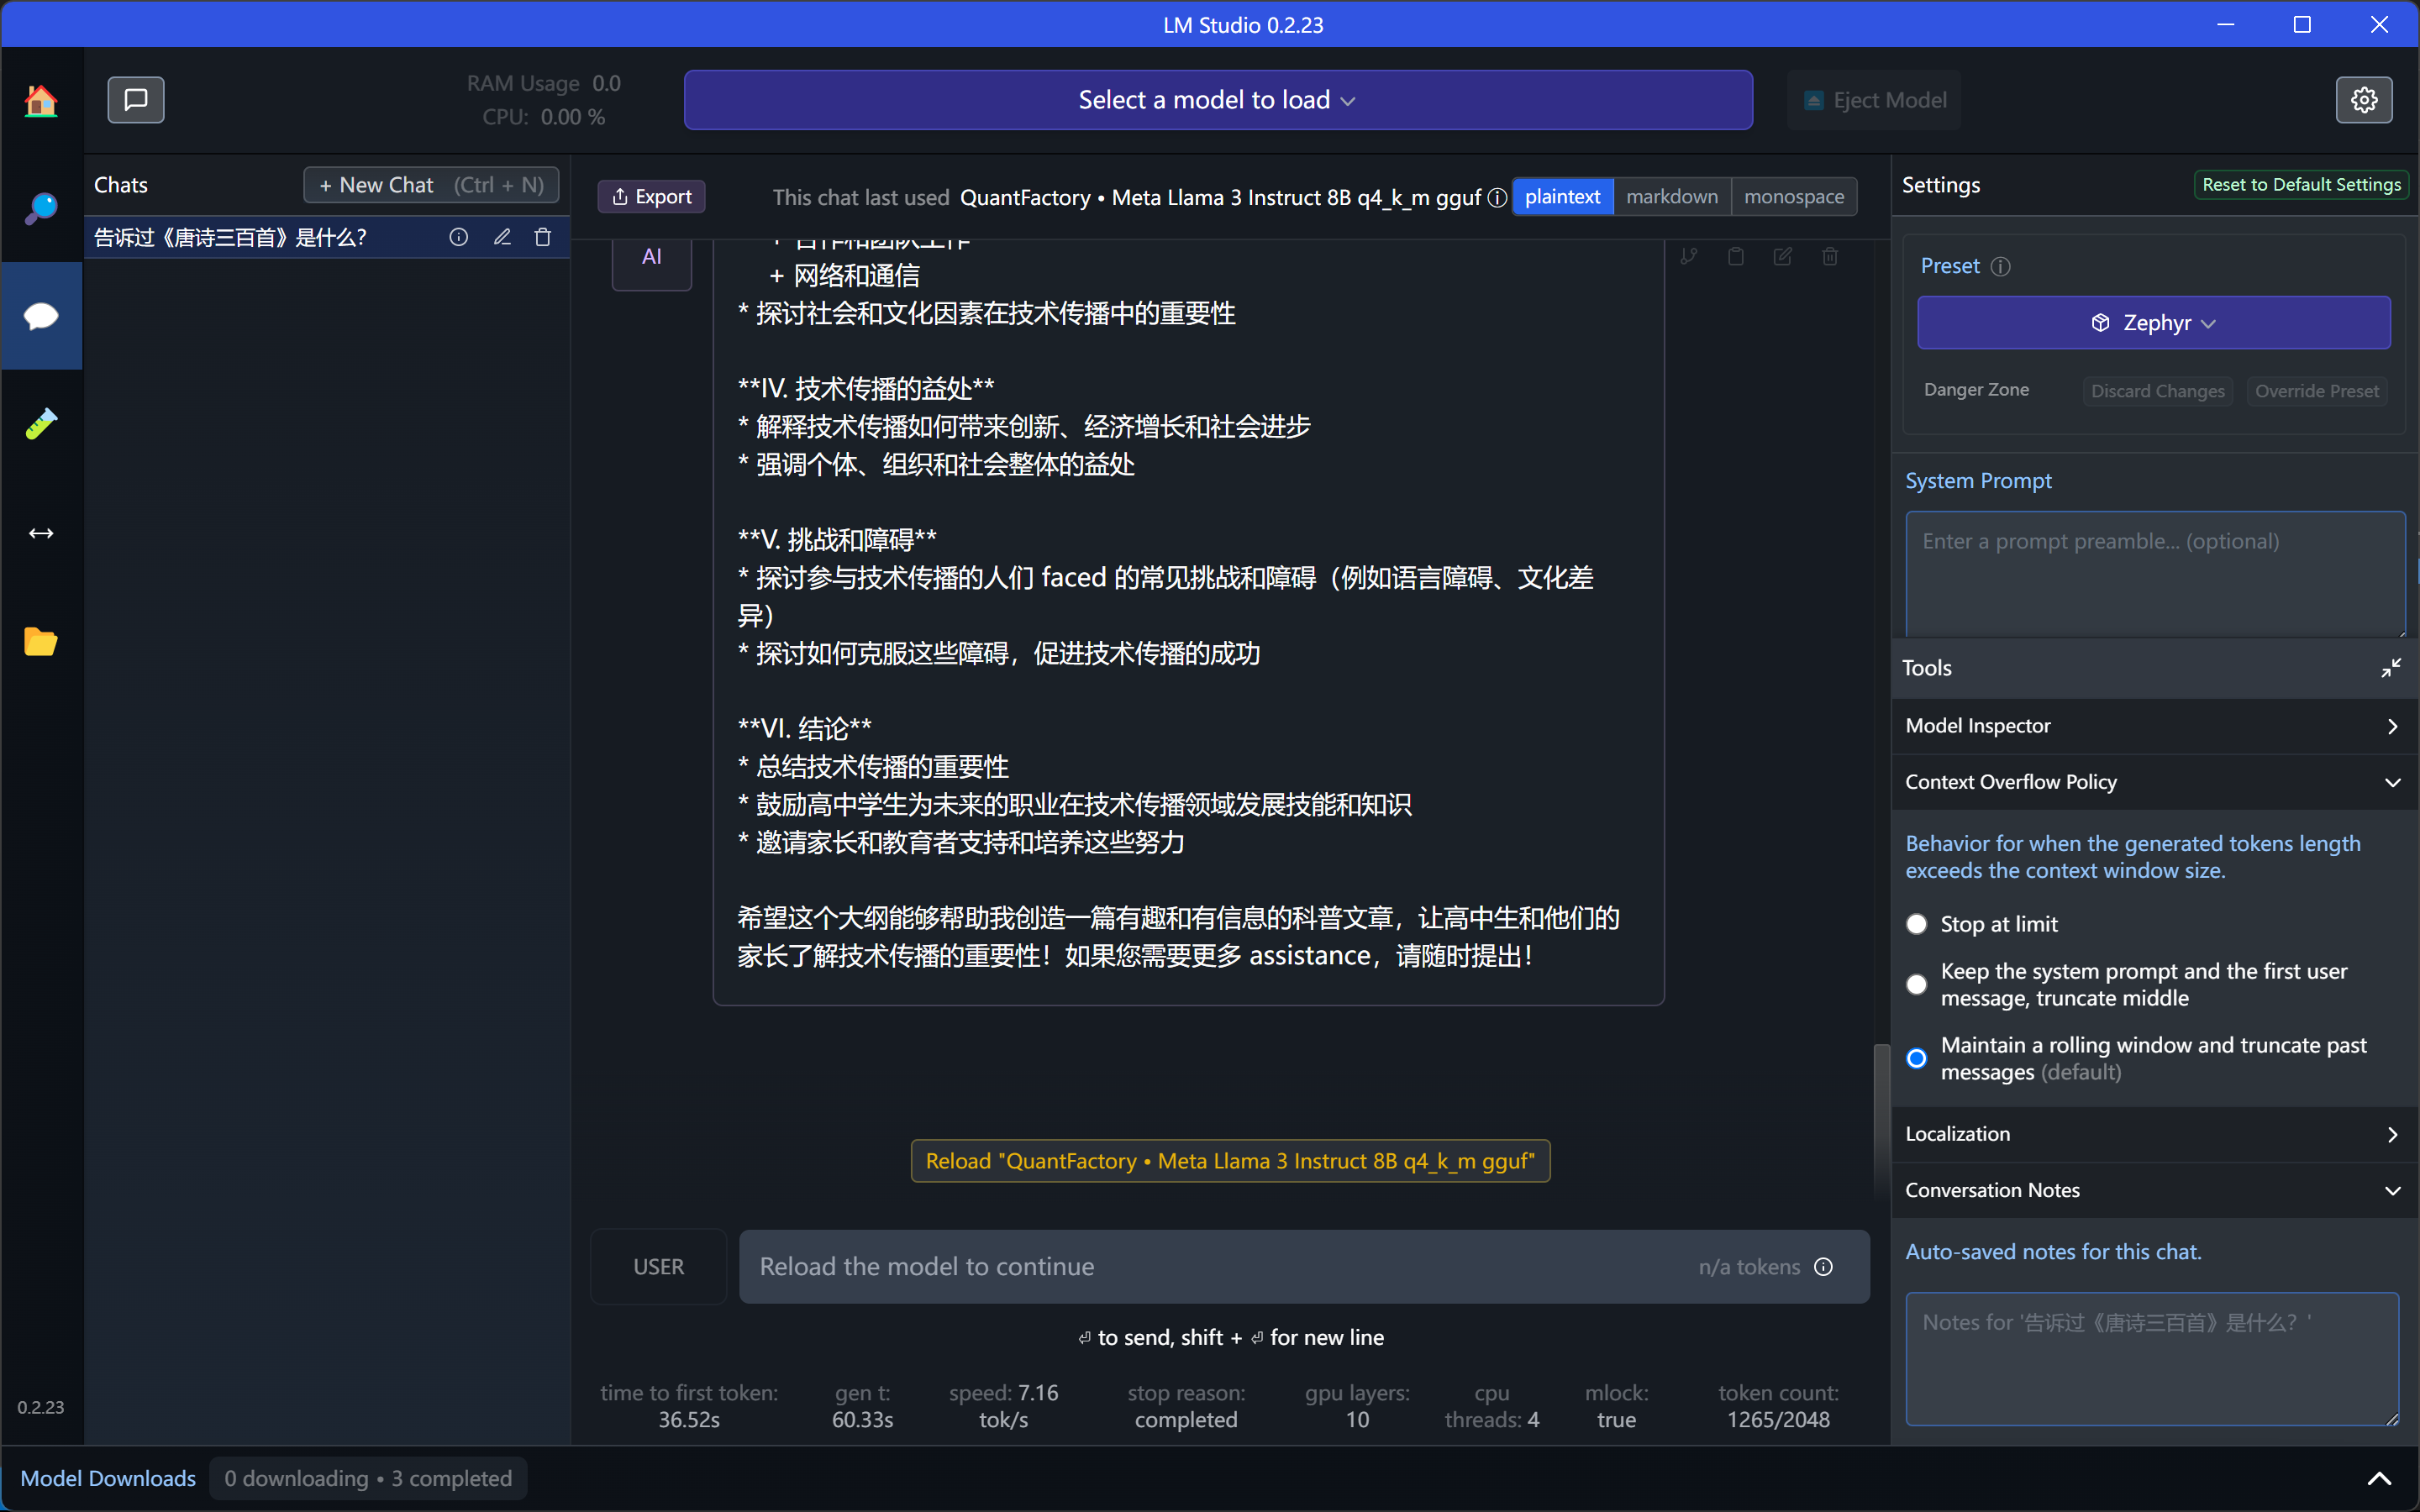 LM Studio 0.2.23
RAM Usage 0.0
CPU: 0.00 %
Select a model to load
Eject Model
Chats
+ New Chat (Ctrl + N)
告诉过《唐诗三百首》是什么？
0.2.23
Export
This chat last used QuantFactory • Meta Llama 3 Instruct 8B q4_k_m gguf
plaintext
markdown
monospace
AI
+ 合作和团队工作
+ 网络和通信
* 探讨社会和文化因素在技术传播中的重要性
**IV. 技术传播的益处**
* 解释技术传播如何带来创新、经济增长和社会进步
* 强调个体、组织和社会整体的益处
**V. 挑战和障碍**
* 探讨参与技术传播的人们 faced 的常见挑战和障碍（例如语言障碍、文化差
异）
* 探讨如何克服这些障碍，促进技术传播的成功
**VI. 结论**
* 总结技术传播的重要性
* 鼓励高中学生为未来的职业在技术传播领域发展技能和知识
* 邀请家长和教育者支持和培养这些努力
希望这个大纲能够帮助我创造一篇有趣和有信息的科普文章，让高中生和他们的
家长了解技术传播的重要性！如果您需要更多 assistance，请随时提出！
Reload "QuantFactory • Meta Llama 3 Instruct 8B q4_k_m gguf"
USER
Reload the model to continue
n/a tokens
⏎ to send, shift + ⏎ for new line
time to first token:
36.52s
gen t:
60.33s
speed: 7.16
tok/s
stop reason:
completed
gpu layers:
10
cpu
threads: 4
mlock:
true
token count:
1265/2048
Settings
Reset to Default Settings
Preset
Zephyr
Danger Zone
Discard Changes
Override Preset
System Prompt
Enter a prompt preamble... (optional)
Tools
Model Inspector
Context Overflow Policy
Behavior for when the generated tokens length
exceeds the context window size.
Stop at limit
Keep the system prompt and the first user
message, truncate middle
Maintain a rolling window and truncate past
messages (default)
Localization
Conversation Notes
Auto-saved notes for this chat.
Notes for '告诉过《唐诗三百首》是什么？'
Model Downloads
0 downloading • 3 completed